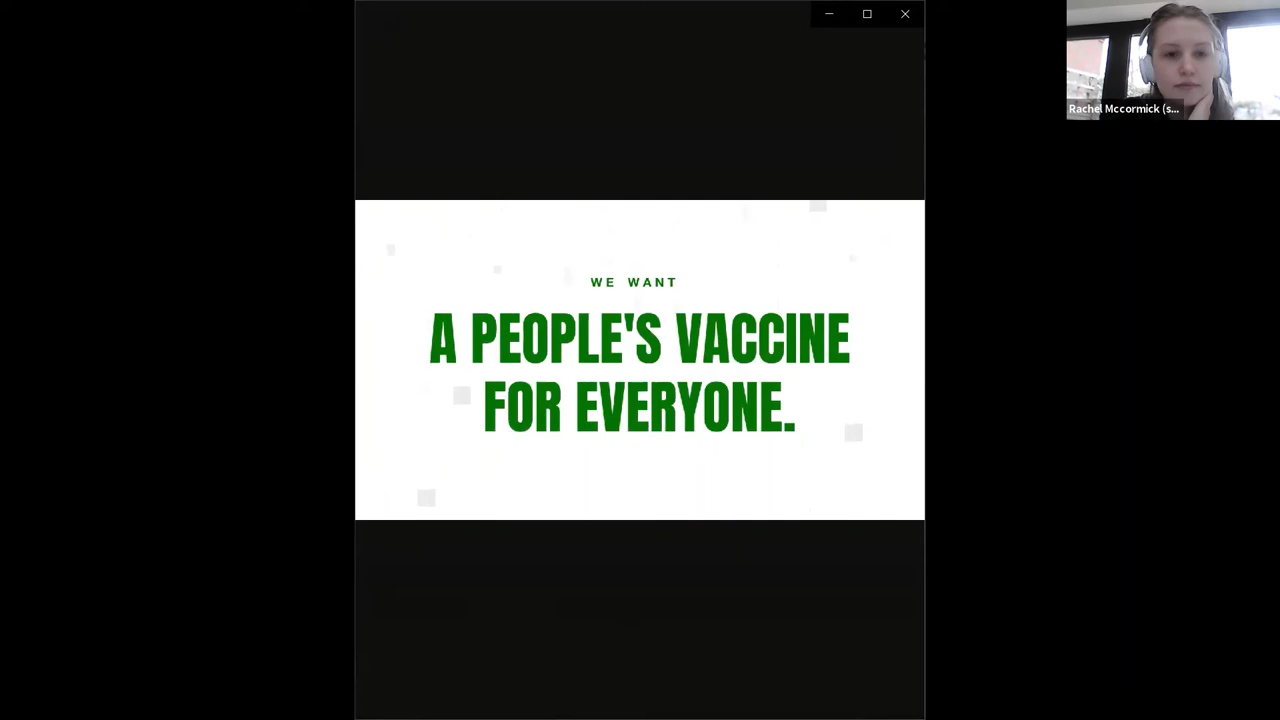 Rachel Mccormick (s...
WE WANT
A PEOPLE'S VACCINE
FOR EVERYONE.